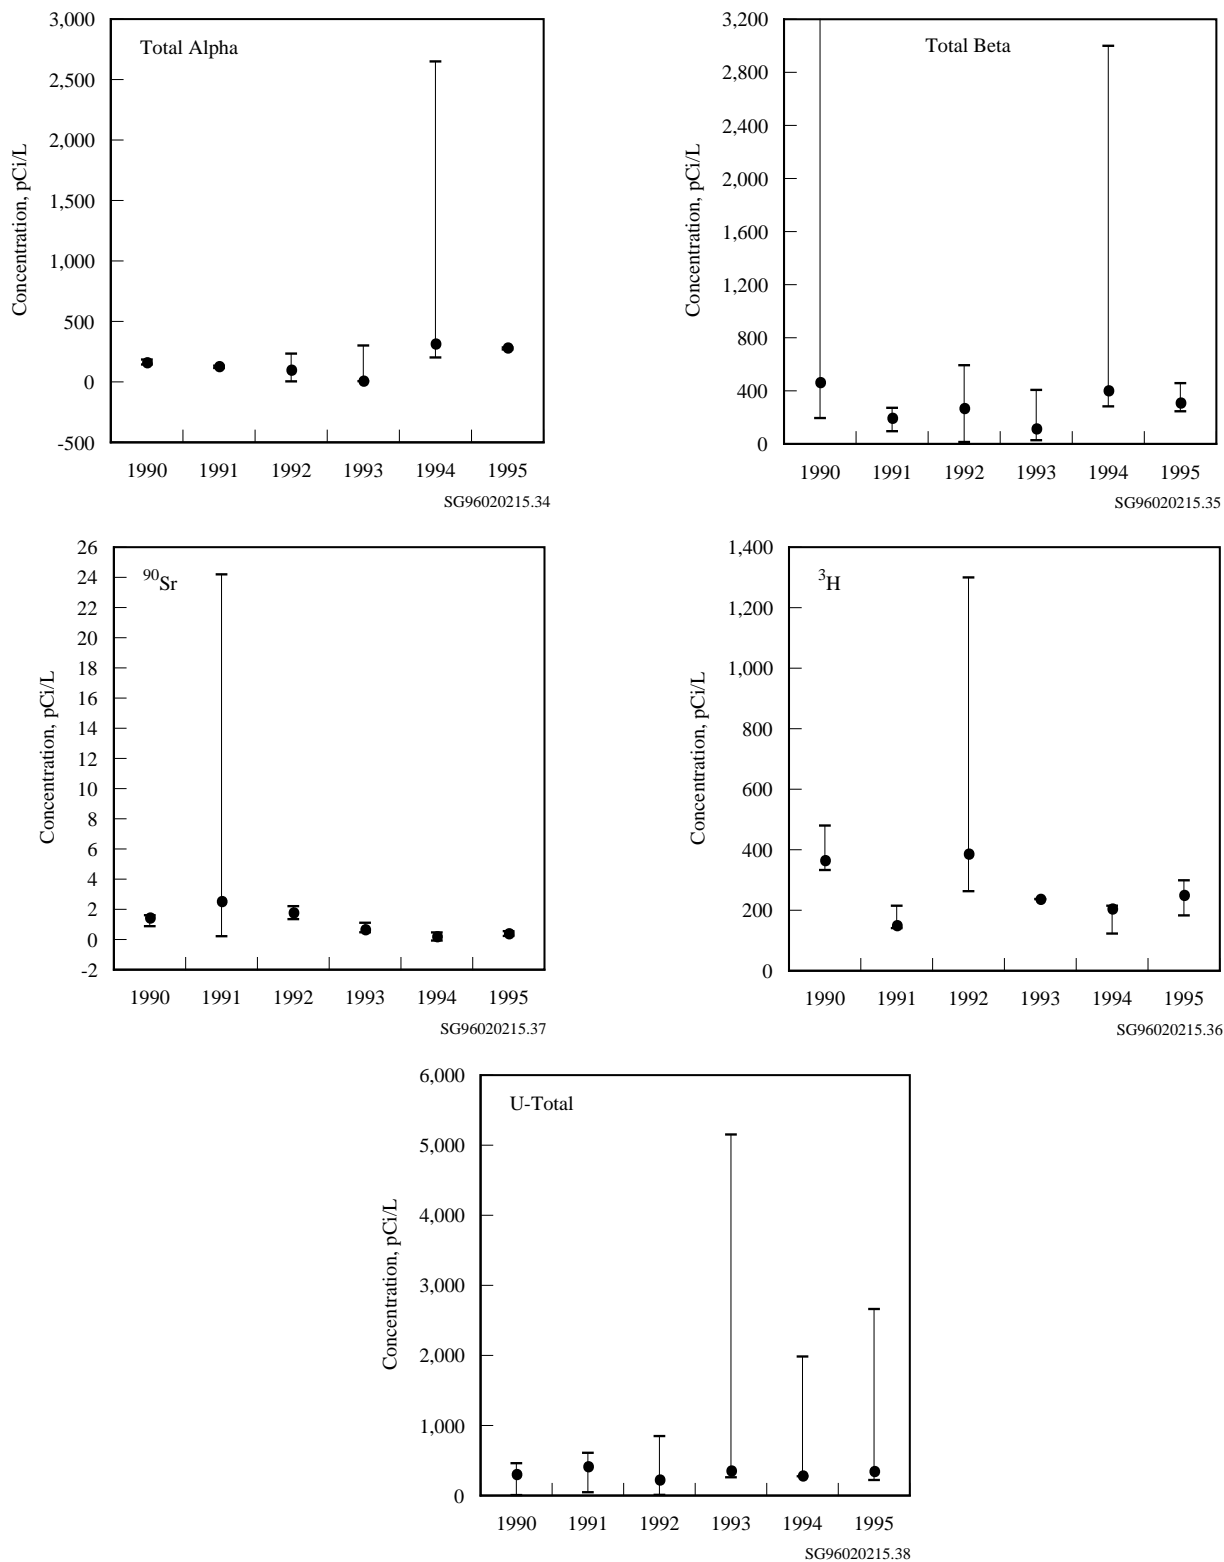 Total Alpha
Concentration, pCi/L
3,000
2,500
2,000
1,500
1,000
500
0
-500
1990 1991 1992 1993 1994 1995
SG96020215.34
Total Beta
Concentration, pCi/L
3,200
2,800
2,400
2,000
1,600
1,200
800
400
0
1990 1991 1992 1993 1994 1995
SG96020215.35
90Sr
Concentration, pCi/L
26
24
22
20
18
16
14
12
10
8
6
4
2
0
-2
1990 1991 1992 1993 1994 1995
SG96020215.37
3H
Concentration, pCi/L
1,400
1,200
1,000
800
600
400
200
0
1990 1991 1992 1993 1994 1995
SG96020215.36
U-Total
Concentration, pCi/L
6,000
5,000
4,000
3,000
2,000
1,000
0
1990 1991 1992 1993 1994 1995
SG96020215.38